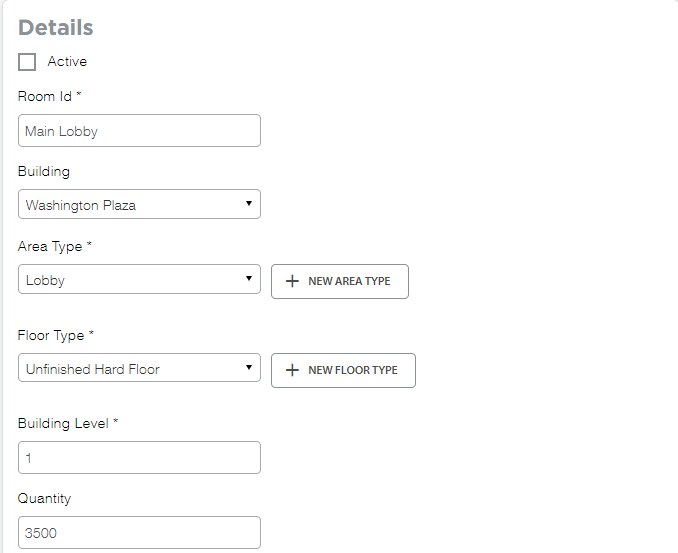 Details
Active
Room Id *
Main Lobby
Building
Washington Plaza
Area Type *
Lobby
NEW AREA TYPE
Floor Type *
Unfinished Hard Floor
NEW FLOOR TYPE
Building Level *
1
Quantity
3500